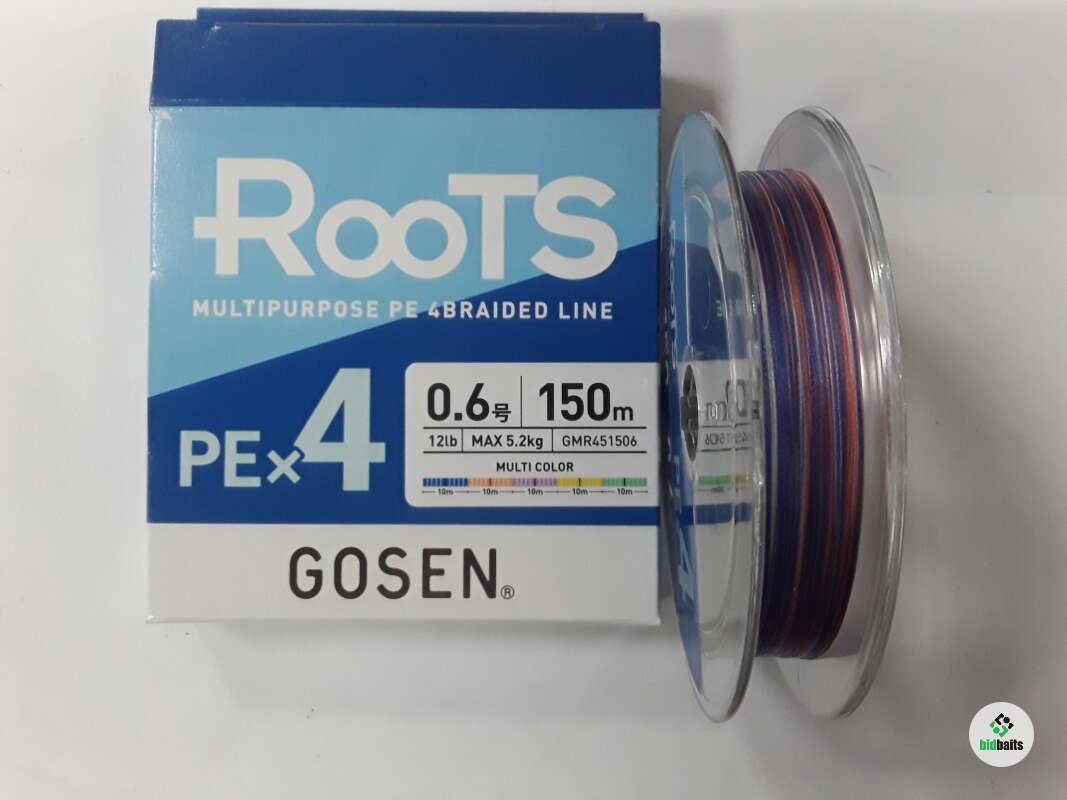 ROOTS
MULTIPURPOSE PE 4BRAIDED LINE
PE×4
0.6号 150m
12lb MAX 5.2kg GMR451506
MULTI COLOR
10m 10m 10m 10m 10m
GOSEN®
4
bidbaits